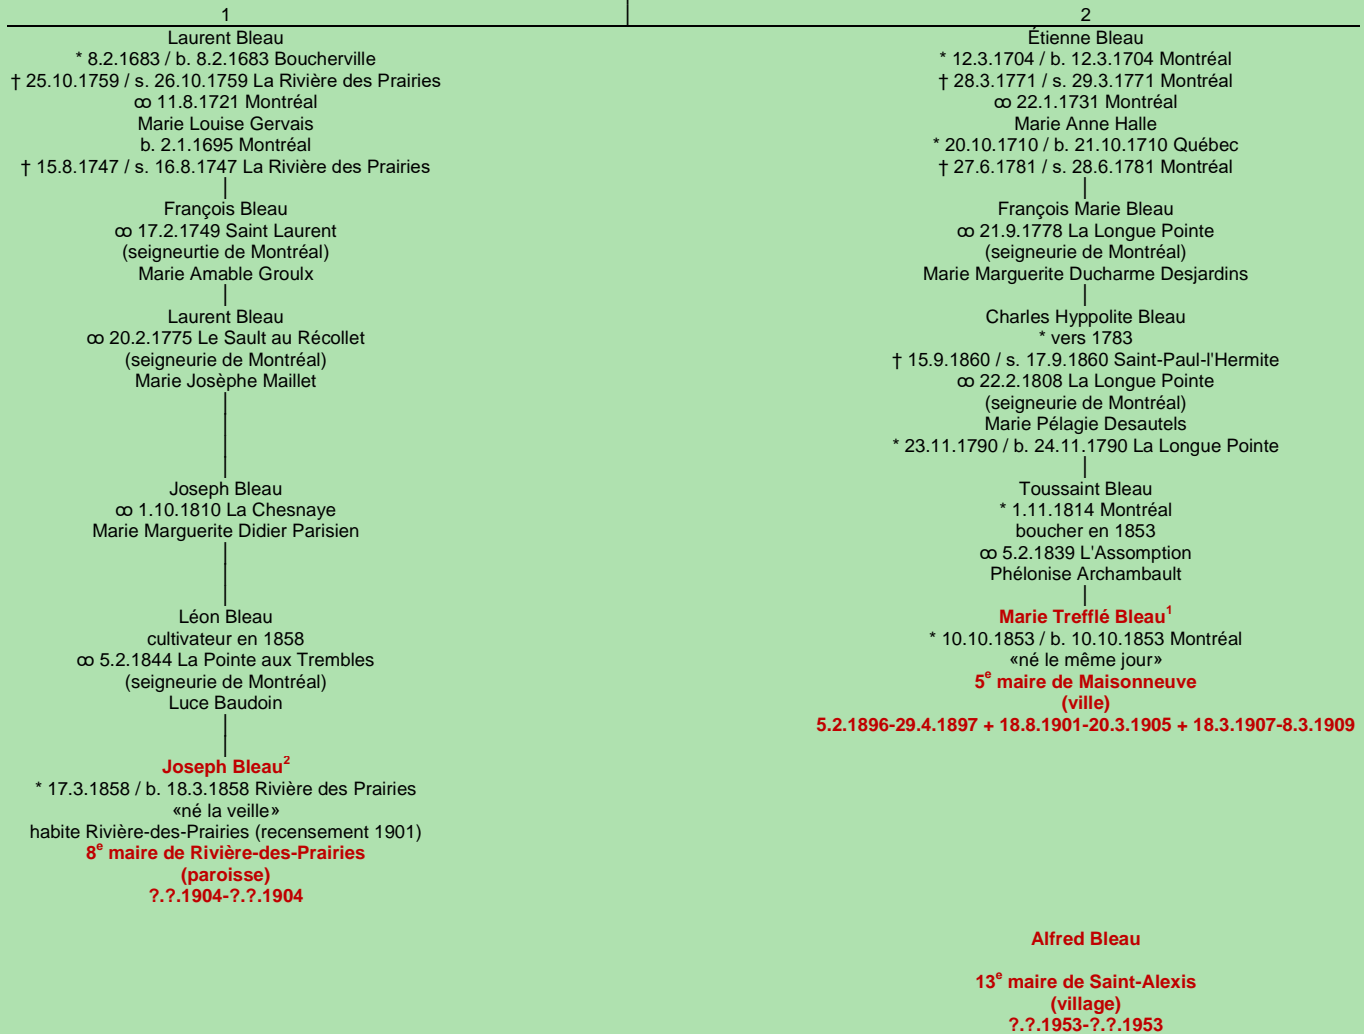 1
Laurent Bleau
* 8.2.1683 / b. 8.2.1683 Boucherville
† 25.10.1759 / s. 26.10.1759 La Rivière des Prairies
ꝏ 11.8.1721 Montréal
Marie Louise Gervais
b. 2.1.1695 Montréal
† 15.8.1747 / s. 16.8.1747 La Rivière des Prairies
François Bleau
ꝏ 17.2.1749 Saint Laurent
(seigneurtie de Montréal)
Marie Amable Groulx
Laurent Bleau
ꝏ 20.2.1775 Le Sault au Récollet
(seigneurie de Montréal)
Marie Josèphe Maillet
Joseph Bleau
ꝏ 1.10.1810 La Chesnaye
Marie Marguerite Didier Parisien
Léon Bleau
cultivateur en 1858
ꝏ 5.2.1844 La Pointe aux Trembles
(seigneurie de Montréal)
Luce Baudoin
Joseph Bleau²
* 17.3.1858 / b. 18.3.1858 Rivière des Prairies
«né la veille»
habite Rivière-des-Prairies (recensement 1901)
8e maire de Rivière-des-Prairies
(paroisse)
?.?.1904-?.?.1904
2
Étienne Bleau
* 12.3.1704 / b. 12.3.1704 Montréal
† 28.3.1771 / s. 29.3.1771 Montréal
ꝏ 22.1.1731 Montréal
Marie Anne Halle
* 20.10.1710 / b. 21.10.1710 Québec
† 27.6.1781 / s. 28.6.1781 Montréal
François Marie Bleau
ꝏ 21.9.1778 La Longue Pointe
(seigneurie de Montréal)
Marie Marguerite Ducharme Desjardins
Charles Hyppolite Bleau
* vers 1783
† 15.9.1860 / s. 17.9.1860 Saint-Paul-l'Hermite
ꝏ 22.2.1808 La Longue Pointe
(seigneurie de Montréal)
Marie Pélagie Desautels
* 23.11.1790 / b. 24.11.1790 La Longue Pointe
Toussaint Bleau
* 1.11.1814 Montréal
boucher en 1853
ꝏ 5.2.1839 L'Assomption
Phélonise Archambault
Marie Trefflé Bleau¹
* 10.10.1853 / b. 10.10.1853 Montréal
«né le même jour»
5e maire de Maisonneuve
(ville)
5.2.1896-29.4.1897 + 18.8.1901-20.3.1905 + 18.3.1907-8.3.1909
Alfred Bleau
13e maire de Saint-Alexis
(village)
?.?.1953-?.?.1953